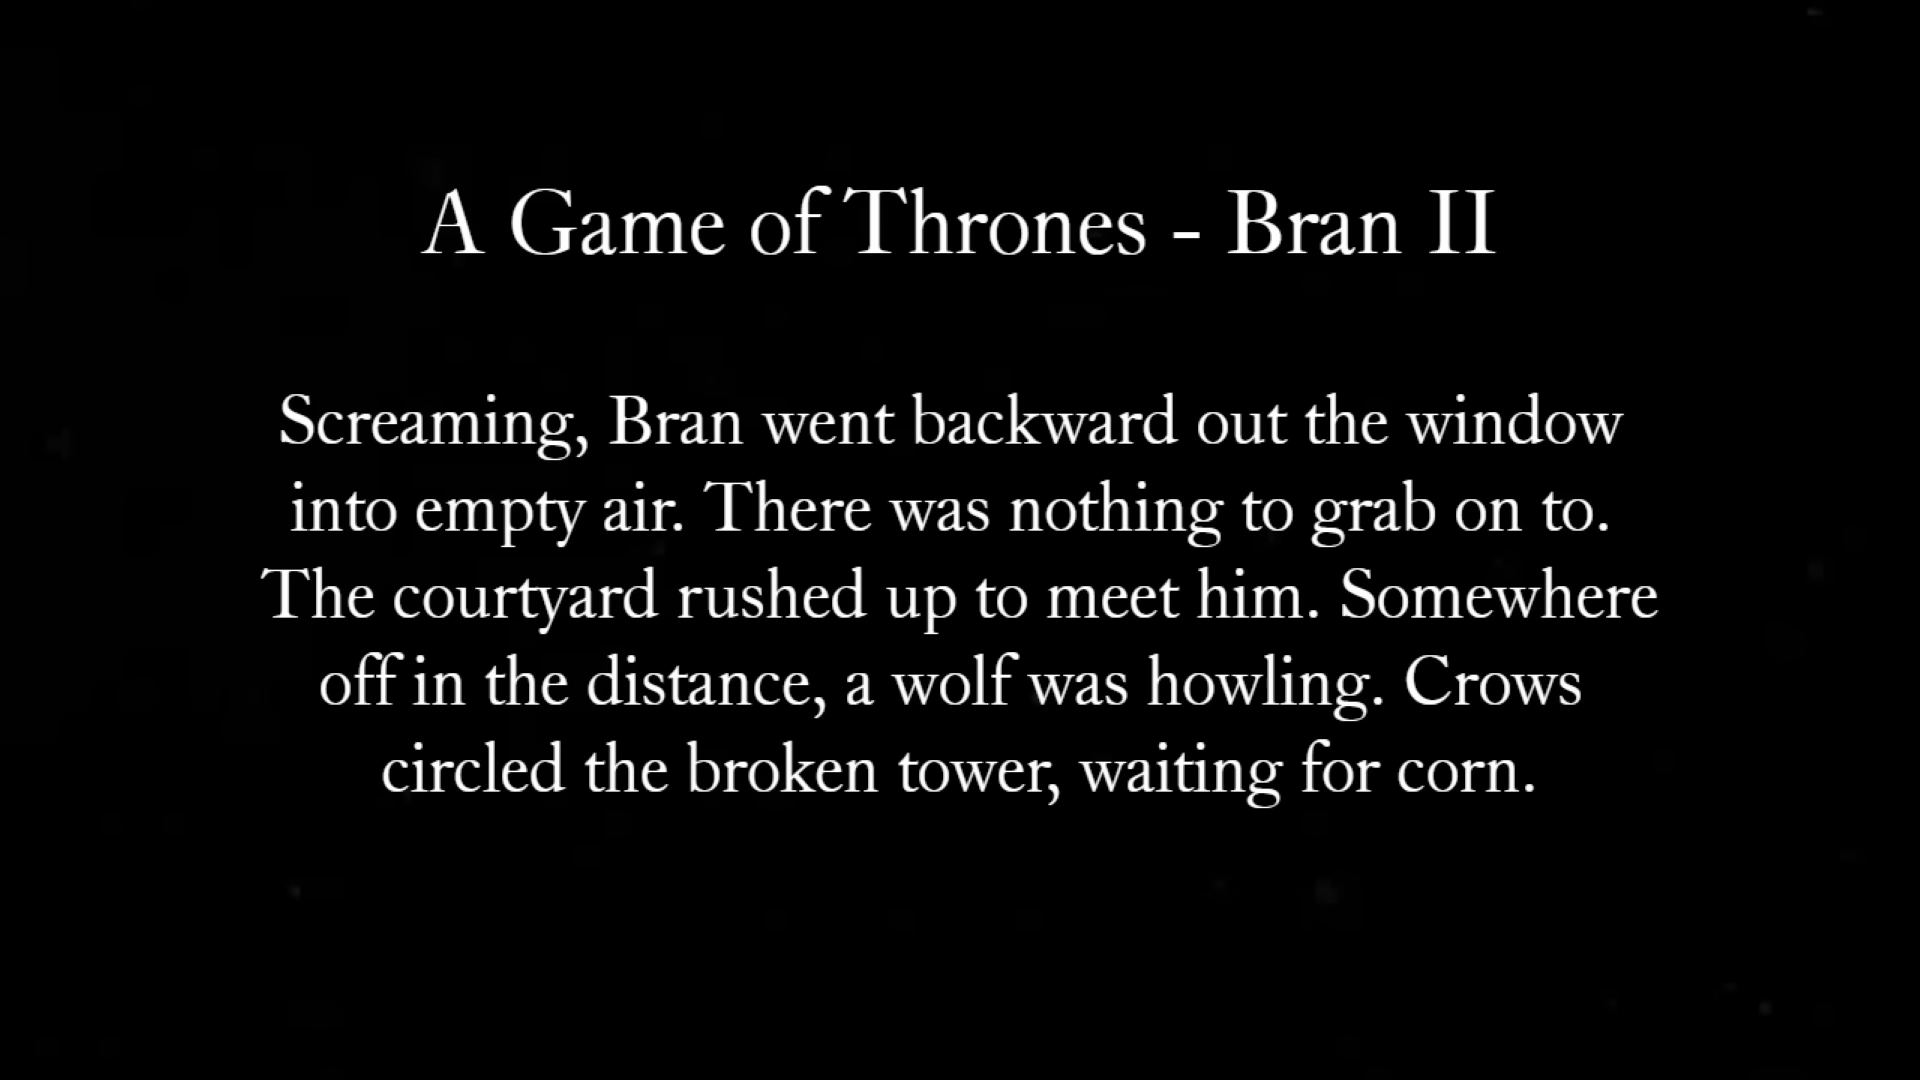 A Game of Thrones - Bran II
Screaming, Bran went backward out the window
into empty air. There was nothing to grab on to.
The courtyard rushed up to meet him. Somewhere
off in the distance, a wolf was howling. Crows
circled the broken tower, waiting for corn.